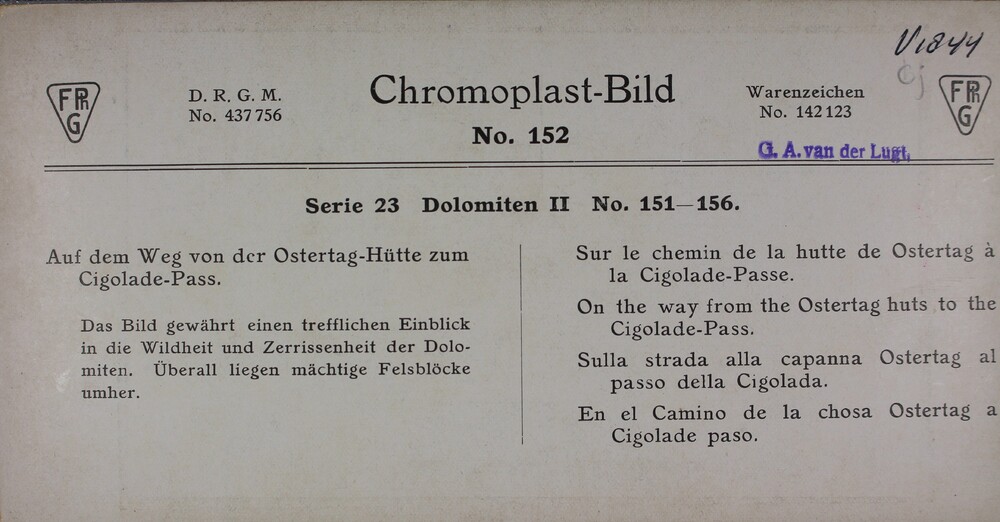 V1844
cj
FPh
G
D. R. G. M.
No. 437 756
Chromoplast-Bild
No. 152
Warenzeichen
No. 142 123
FPh
G
G. A. van der Lugt,
Serie 23 Dolomiten II No. 151—156.
Auf dem Weg von der Ostertag-Hütte zum
Cigolade-Pass.
Das Bild gewährt einen trefflichen Einblick
in die Wildheit und Zerrissenheit der Dolo-
miten. Überall liegen mächtige Felsblöcke
umher.
Sur le chemin de la hutte de Ostertag à
la Cigolade-Passe.
On the way from the Ostertag huts to the
Cigolade-Pass.
Sulla strada alla capanna Ostertag al
passo della Cigolada.
En el Camino de la chosa Ostertag a
Cigolade paso.